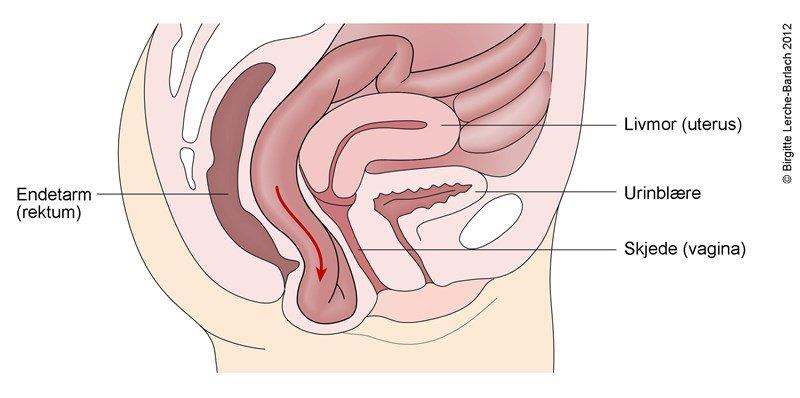 Livmor (uterus)
Endetarm
(rektum)
Urinblære
Skjede (vagina)
© Birgitte Lerche-Barlach 2012